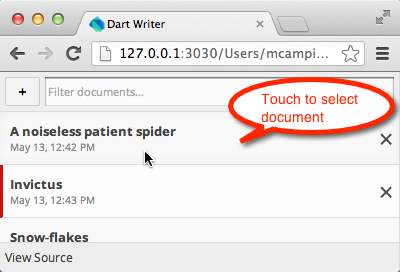 Dart Writer
127.0.0.1:3030/Users/mcampi
+
Filter documents...
Touch to select
document
A noiseless patient spider
May 13, 12:42 PM
Invictus
May 13, 12:43 PM
Snow-flakes
View Source